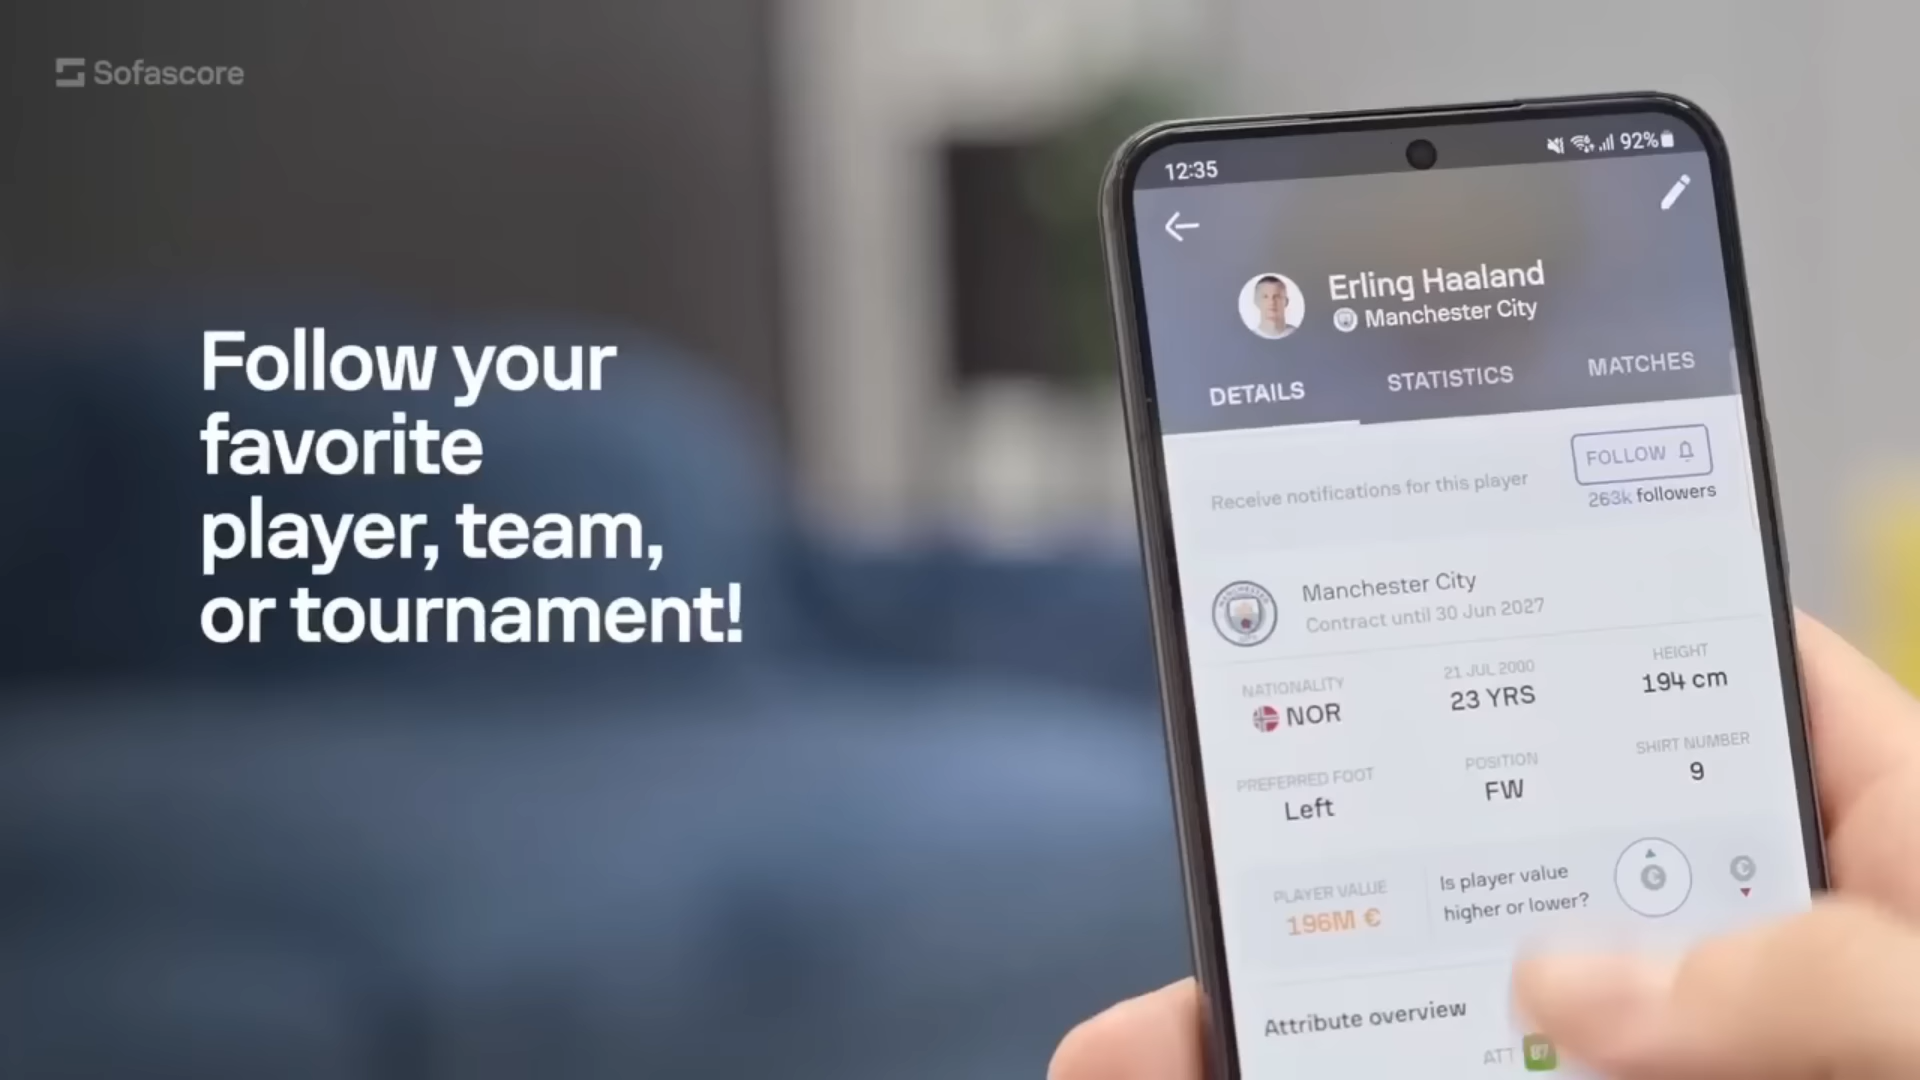 Sofascore
Follow your
favorite
player, team,
or tournament!
12:35
92%
Erling Haaland
Manchester City
DETAILS
STATISTICS
MATCHES
Receive notifications for this player
FOLLOW
263k followers
Manchester City
Contract until 30 Jun 2027
NATIONALITY
NOR
21 JUL 2000
23 YRS
HEIGHT
194 cm
PREFERRED FOOT
Left
POSITION
FW
SHIRT NUMBER
9
PLAYER VALUE
196M €
Is player value
higher or lower?
Attribute overview
ATT 87